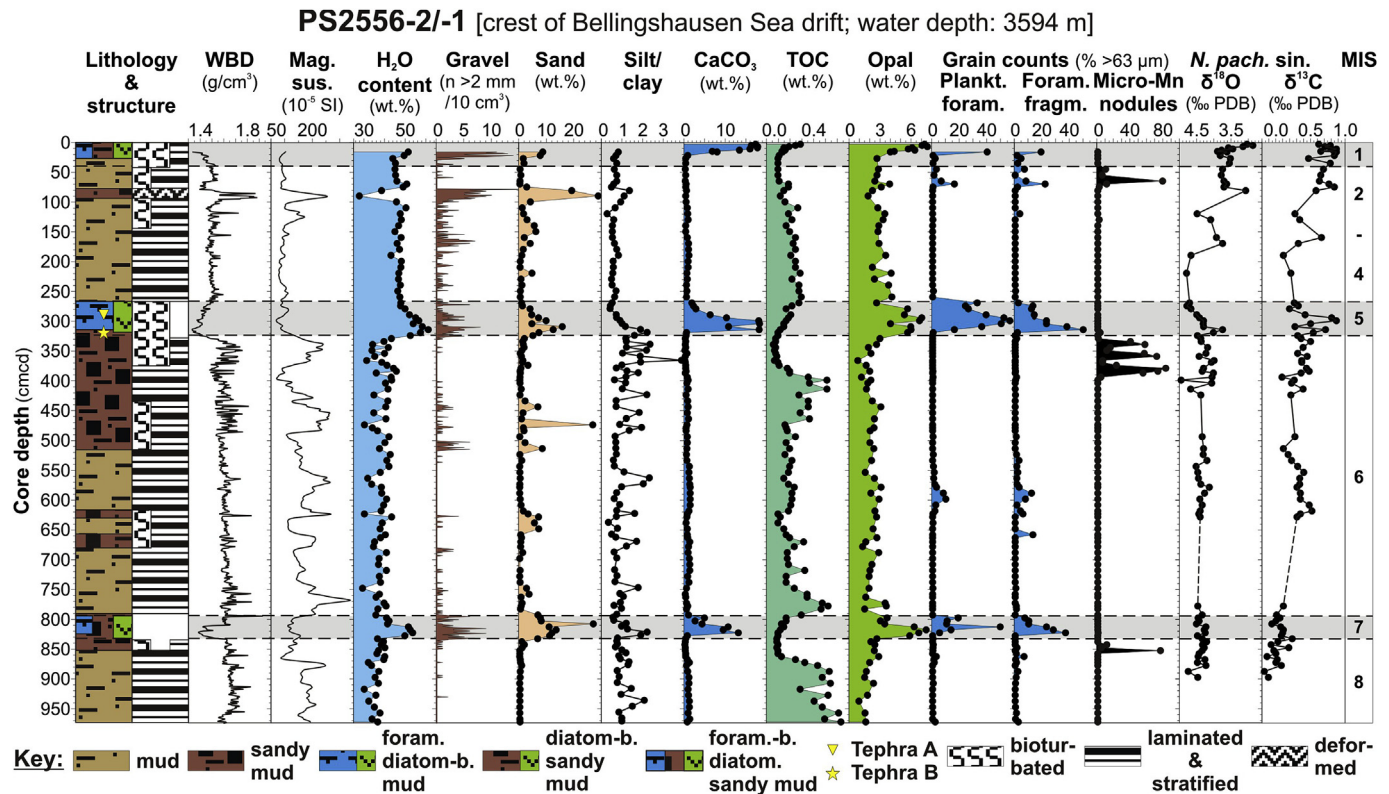 PS2556-2/-1 [crest of Bellingshausen Sea drift; water depth: 3594 m]
Lithology & structure
WBD (g/cm³)
Mag. sus. (10⁻⁵ SI)
H₂O content (wt.%)
Gravel (n >2 mm /10 cm³)
Sand (wt.%)
Silt/ clay
CaCO₃ (wt.%)
TOC (wt.%)
Opal (wt.%)
Grain counts (% >63 µm)
Plankt. foram.
Foram. fragm.
Micro-Mn nodules
N. pach. sin.
δ¹⁸O (‰ PDB)
δ¹³C (‰ PDB)
MIS
1.4 1.8 50 200 30 50 0 5 10 0 10 20 0 1 2 3 0 10 0.0 0.4 0 3 6 0 20 40 0 20 40 0 40 80 4.5 3.5 0.0 0.5 1.0
Core depth (cmcd)
0
50
100
150
200
250
300
350
400
450
500
550
600
650
700
750
800
850
900
950
1
2
-
4
5
6
7
8
Key:
mud
sandy mud
foram. diatom-b. mud
diatom-b. sandy mud
foram.-b. diatom. sandy mud
Tephra A
Tephra B
biotur- bated
laminated & stratified
defor- med